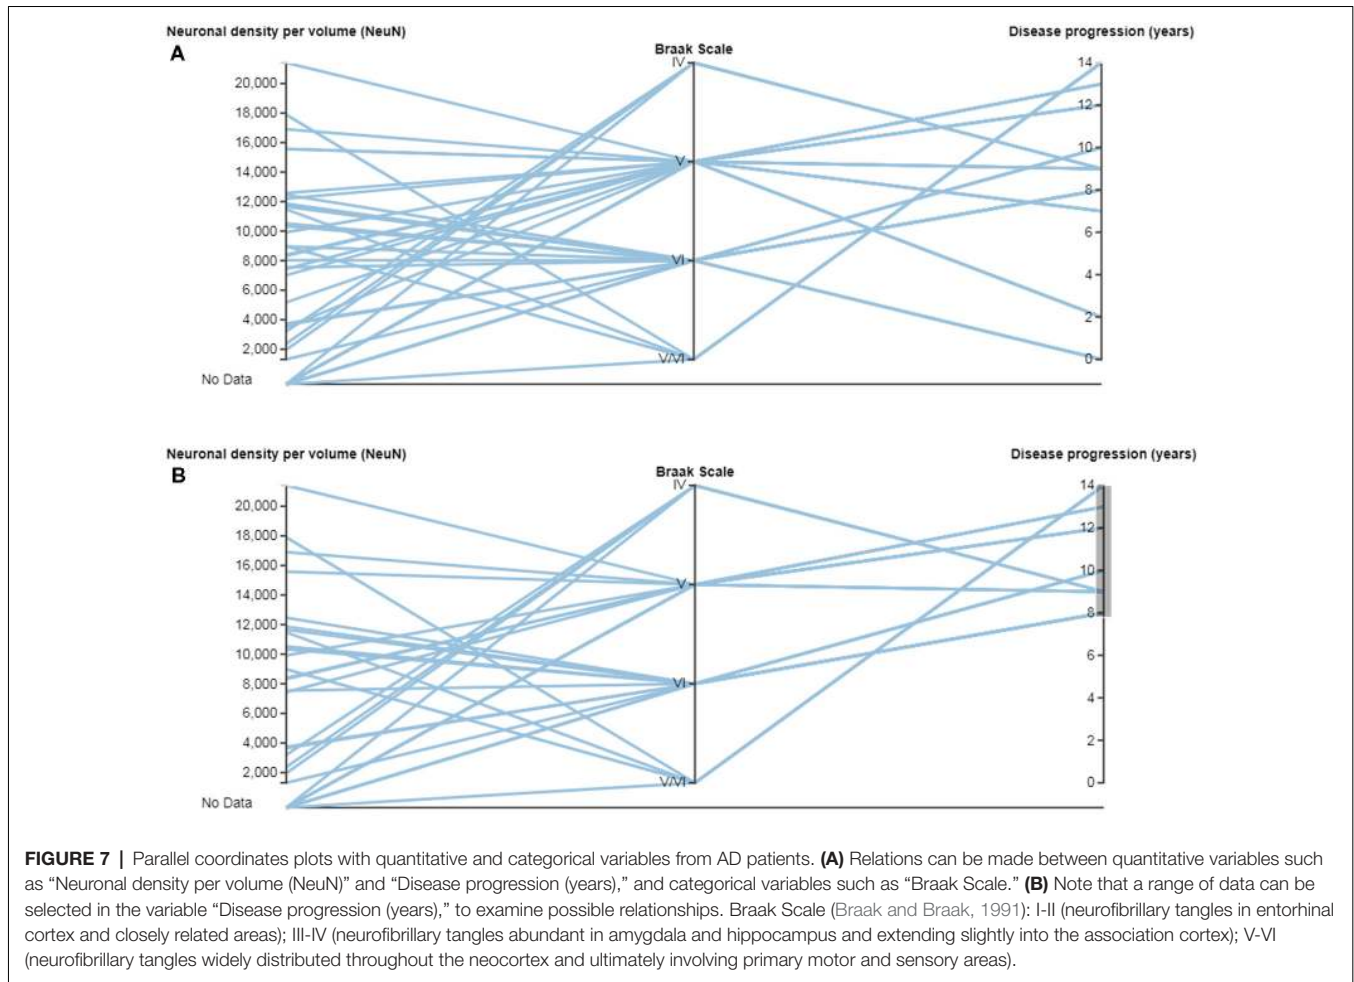 Neuronal density per volume (NeuN)
Disease progression (years)
A
Braak Scale
IV
14
20,000
12
18,000
16,000
10
V
14,000
8
12,000
10,000
6
VI
8,000
4
6,000
4,000
2
2,000
V/VI
0
No Data
Neuronal density per volume (NeuN)
Disease progression (years)
B
Braak Scale
IV
14
20,000
12
18,000
16,000
10
V
14,000
8
12,000
10,000
6
VI
8,000
4
6,000
4,000
2
2,000
V/VI
0
No Data
FIGURE 7 | Parallel coordinates plots with quantitative and categorical variables from AD patients. (A) Relations can be made between quantitative variables such
as “Neuronal density per volume (NeuN)” and “Disease progression (years),” and categorical variables such as “Braak Scale.” (B) Note that a range of data can be
selected in the variable “Disease progression (years),” to examine possible relationships. Braak Scale (Braak and Braak, 1991): I-II (neurofibrillary tangles in entorhinal
cortex and closely related areas); III-IV (neurofibrillary tangles abundant in amygdala and hippocampus and extending slightly into the association cortex); V-VI
(neurofibrillary tangles widely distributed throughout the neocortex and ultimately involving primary motor and sensory areas).